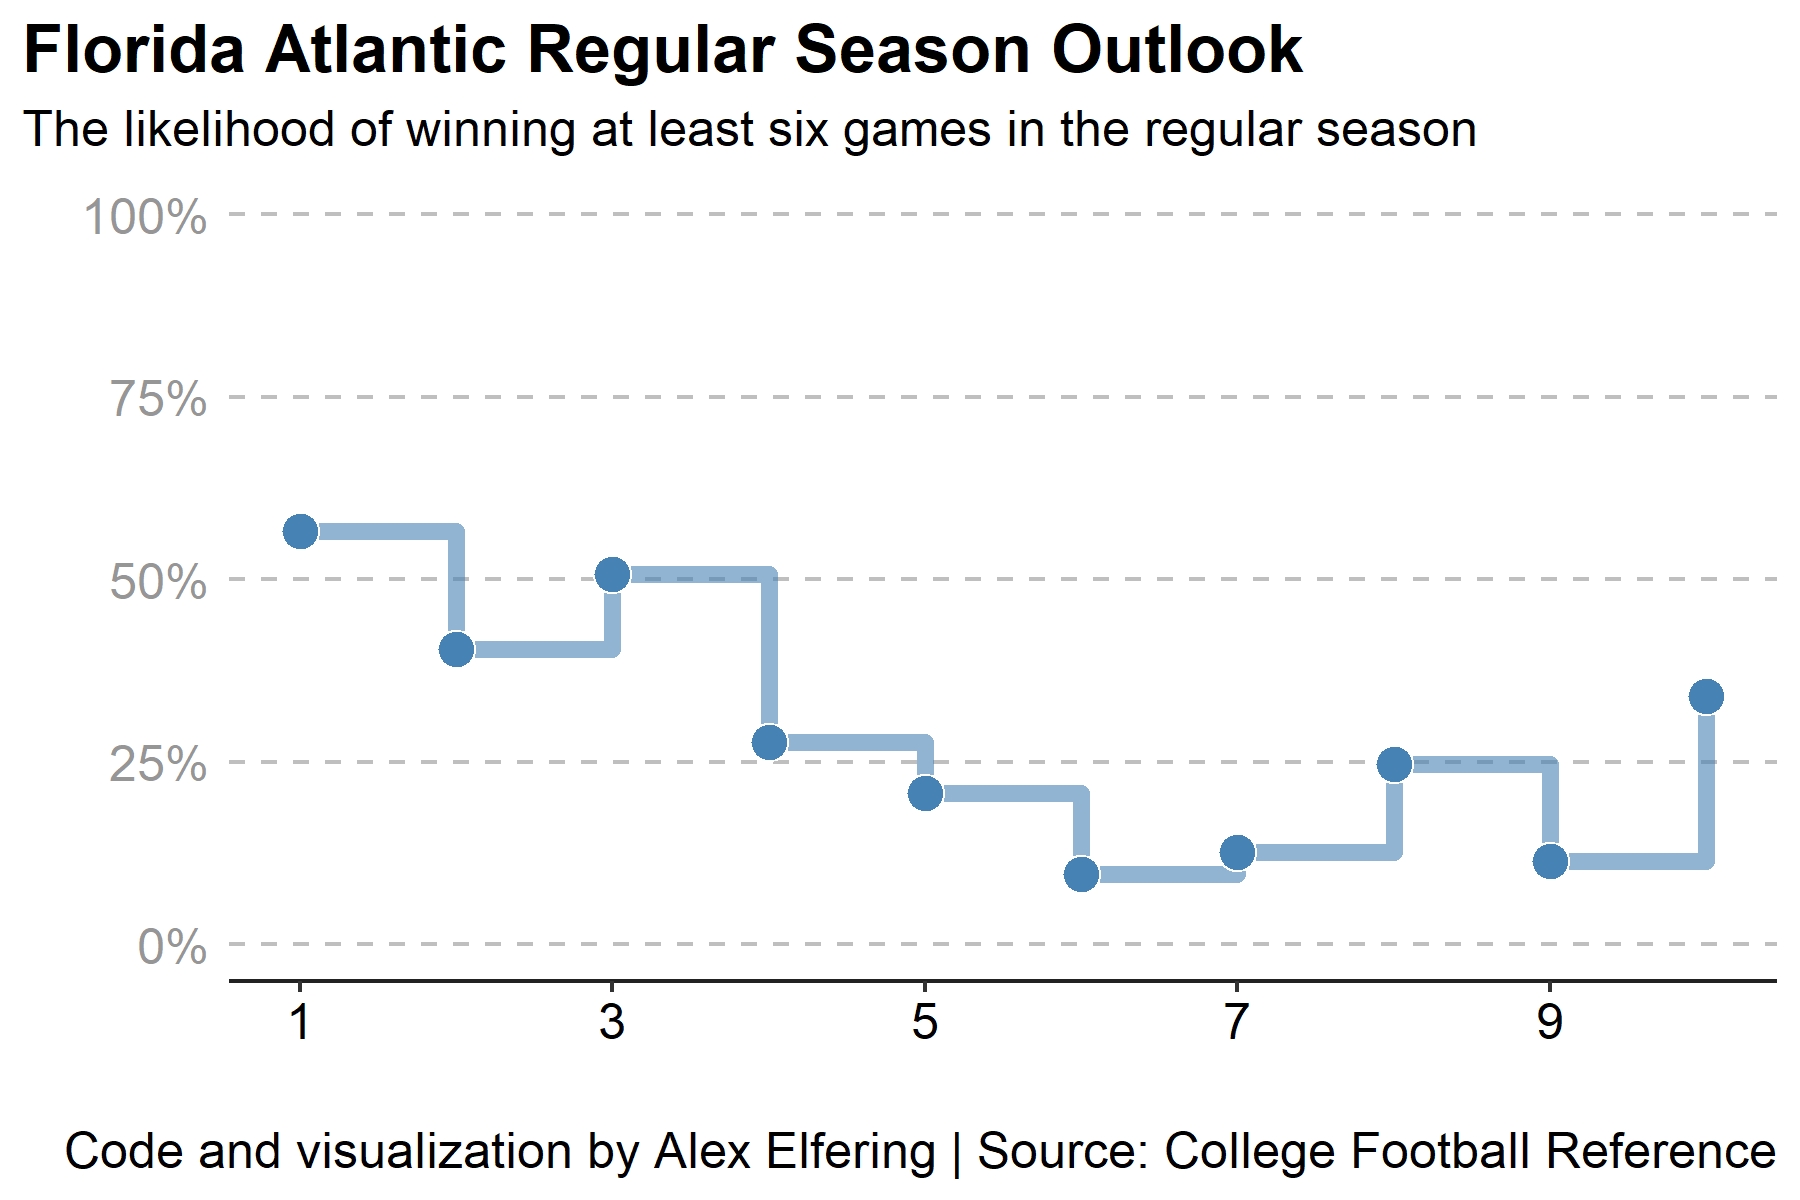 Florida Atlantic Regular Season Outlook
The likelihood of winning at least six games in the regular season
100%
75%
50%
25%
0%
1 3 5 7 9
Code and visualization by Alex Elfering | Source: College Football Reference